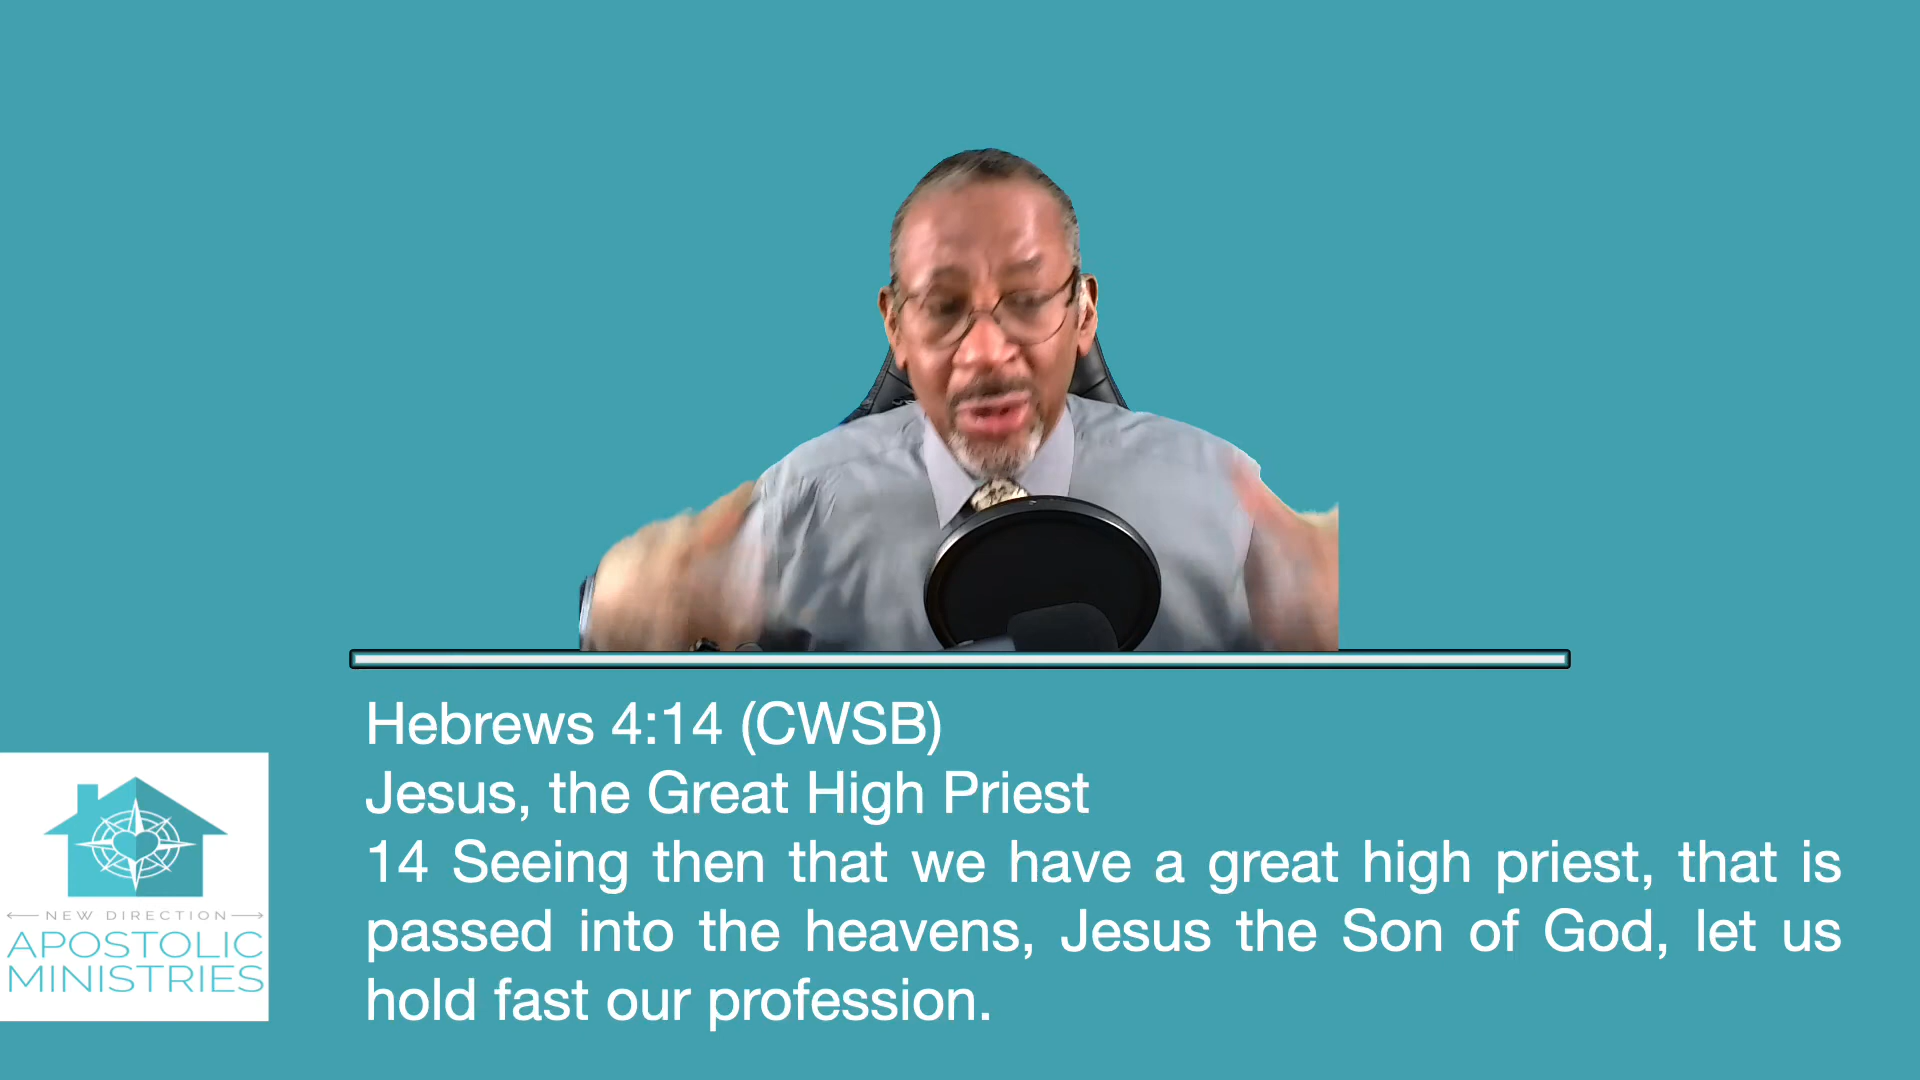 Hebrews 4:14 (CWSB)
Jesus, the Great High Priest
14 Seeing then that we have a great high priest, that is
passed into the heavens, Jesus the Son of God, let us
hold fast our profession.
NEW DIRECTION
APOSTOLIC
MINISTRIES